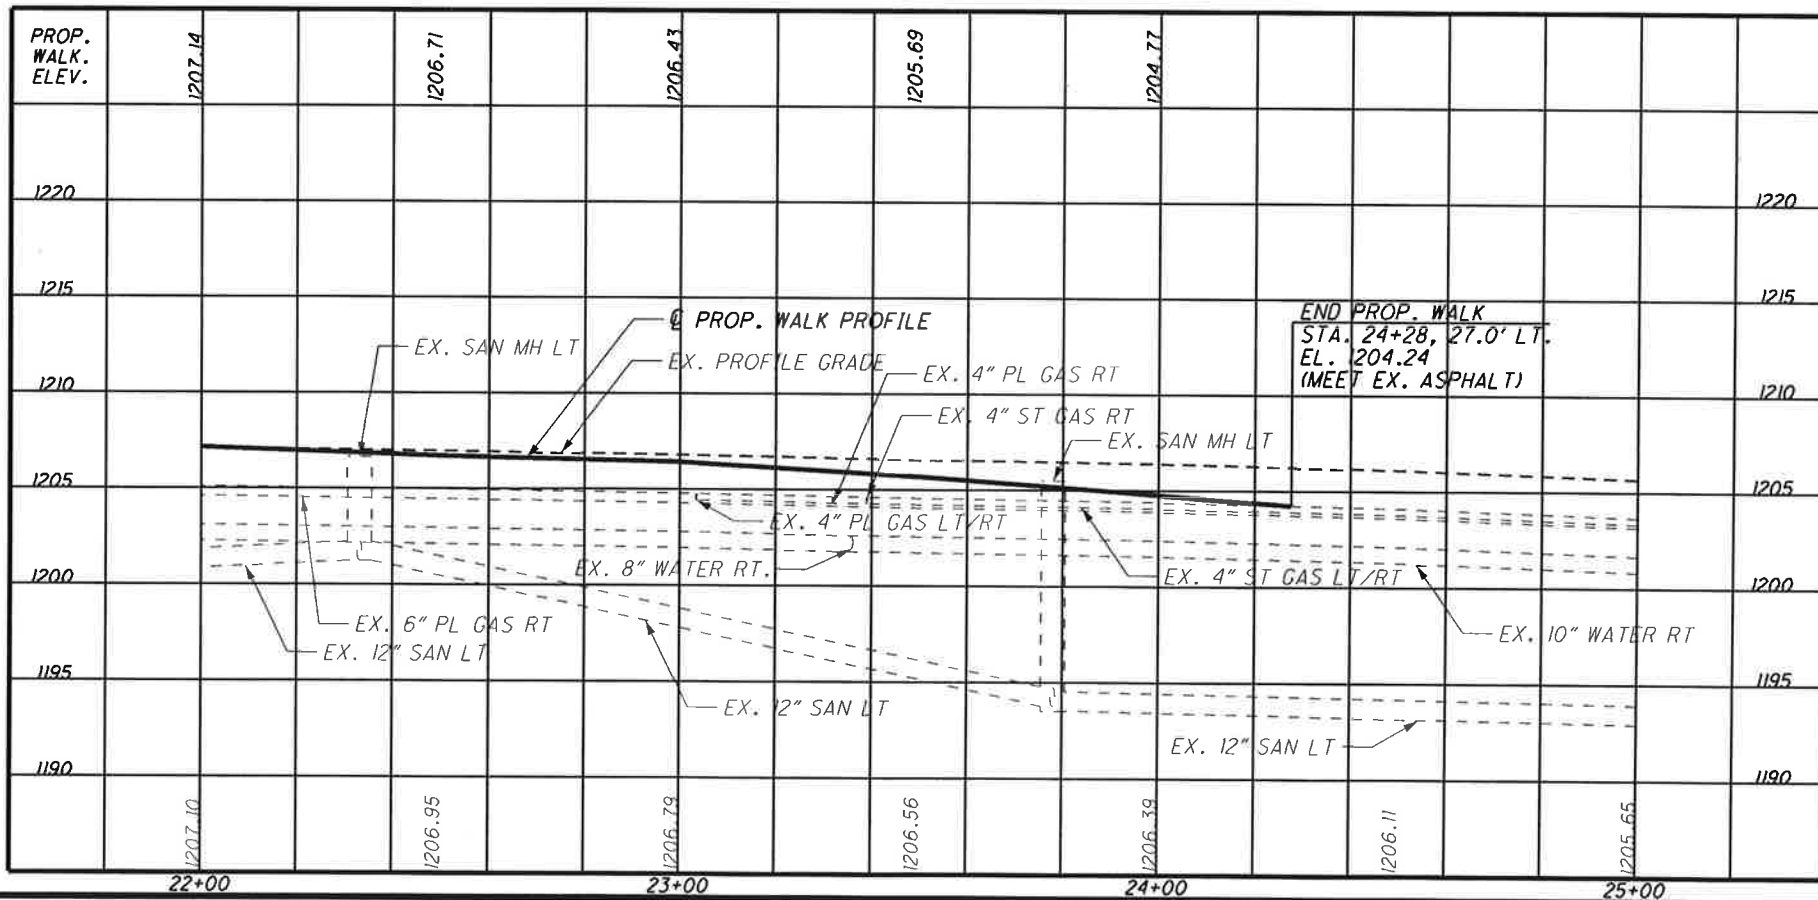 PROP.
WALK.
ELEV.
1207.14
1206.71
1206.43
1205.69
1204.77
1220
1220
1215
1215
℄ PROP. WALK PROFILE
END PROP. WALK
STA. 24+28, 27.0' LT.
EL. 1204.24
(MEET EX. ASPHALT)
EX. SAN MH LT
EX. PROFILE GRADE
EX. 4" PL GAS RT
1210
1210
EX. 4" ST GAS RT
EX. SAN MH LT
1205
1205
EX. 4" PL GAS LT/RT
EX. 8" WATER RT.
EX. 4" ST GAS LT/RT
1200
1200
EX. 6" PL GAS RT
EX. 10" WATER RT
EX. 12" SAN LT
1195
1195
EX. 12" SAN LT
EX. 12" SAN LT
1190
1190
1207.10
1206.95
1206.79
1206.56
1206.39
1206.11
1205.65
22+00
23+00
24+00
25+00